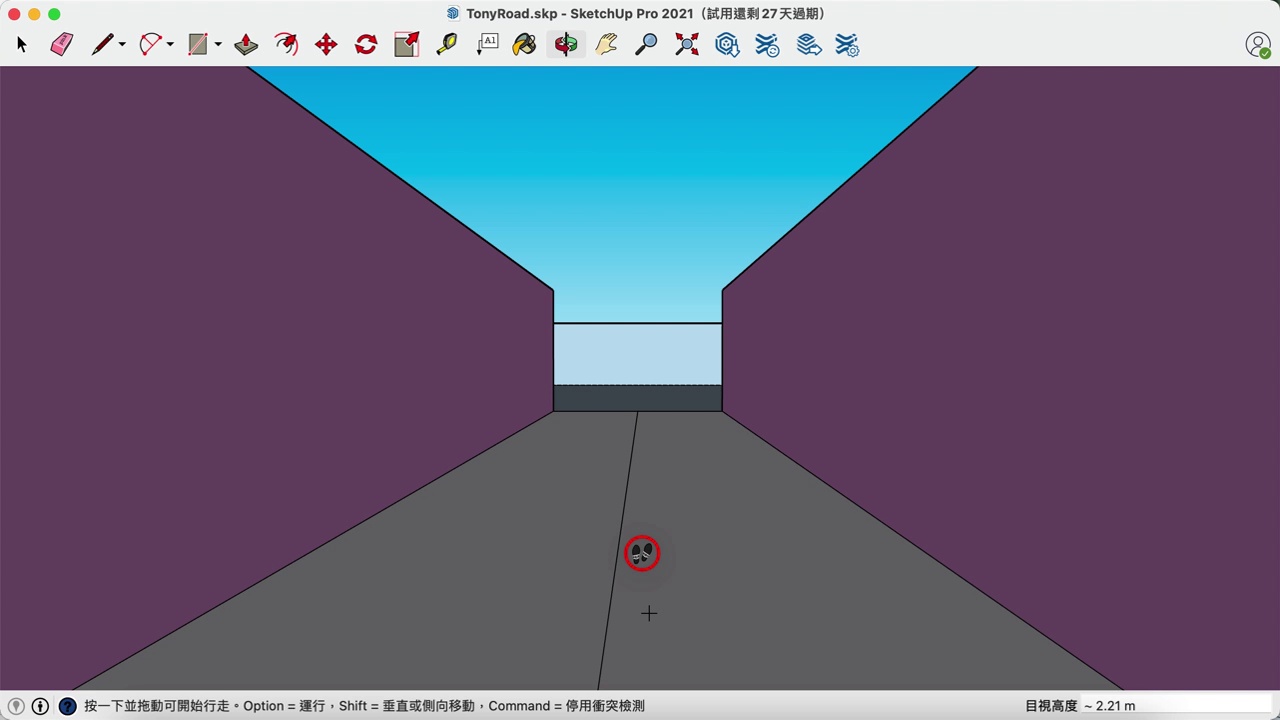 TonyRoad.skp - SketchUp Pro 2021（試用還剩 27 天過期）
A1
按一下並拖動可開始行走。Option = 運行，Shift = 垂直或側向移動，Command = 停用衝突檢測
目視高度 ~ 2.21 m